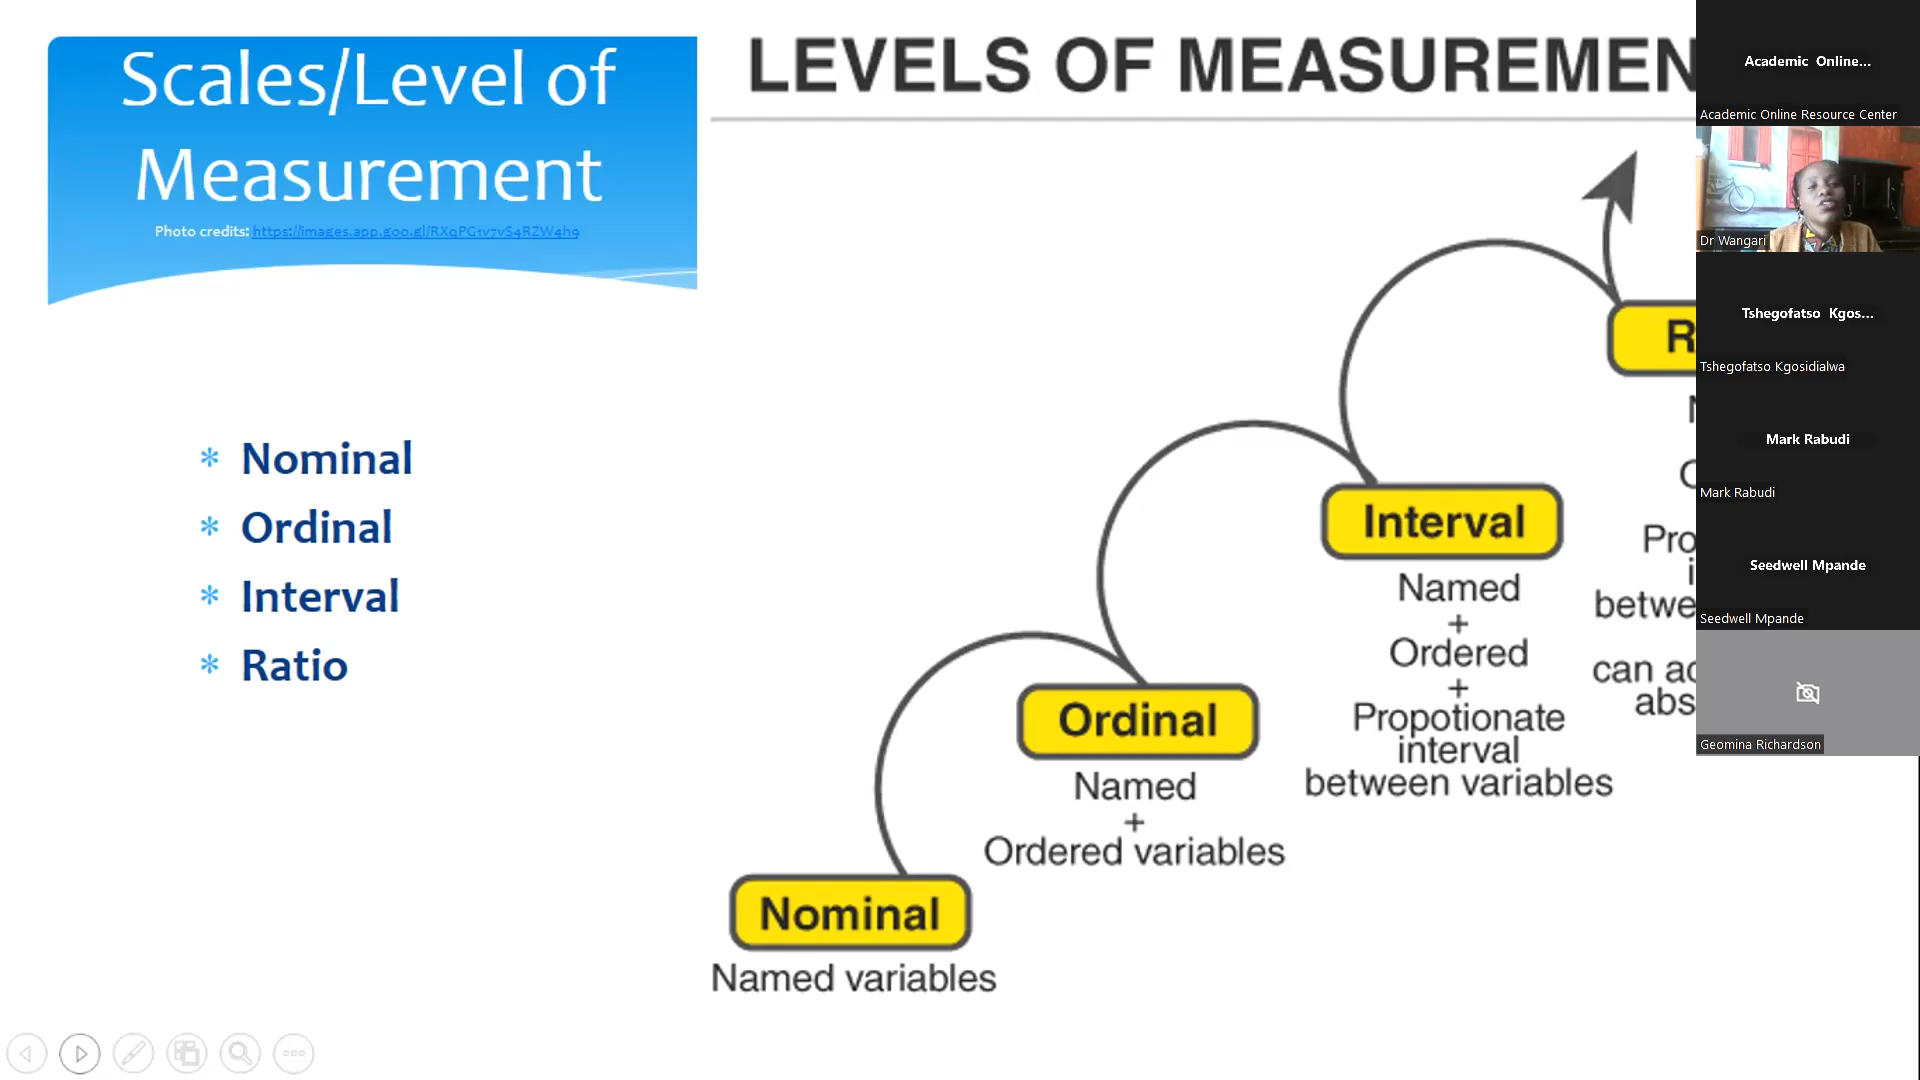 Scales/Level of
Measurement
Photo credits: https://images.app.goo.gl/RXqPG1v7vS4RZW4h9
* Nominal
* Ordinal
* Interval
* Ratio
LEVELS OF MEASUREMEN
R
Interval
Named
+
Ordered
+
Propotionate
interval
between variables
Pro
i
betwe
can ac
abs
Ordinal
Named
+
Ordered variables
Nominal
Named variables
Academic Online...
Academic Online Resource Center
Dr Wangari
Tshegofatso Kgos...
Tshegofatso Kgosidialwa
Mark Rabudi
Mark Rabudi
Seedwell Mpande
Seedwell Mpande
Geomina Richardson